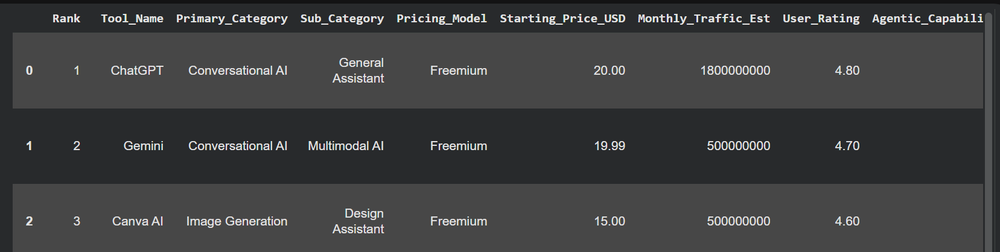 Rank Tool_Name Primary_Category Sub_Category Pricing_Model Starting_Price_USD Monthly_Traffic_Est User_Rating Agentic_Capabili
0 1 ChatGPT Conversational AI General Assistant Freemium 20.00 1800000000 4.80
1 2 Gemini Conversational AI Multimodal AI Freemium 19.99 500000000 4.70
2 3 Canva AI Image Generation Design Assistant Freemium 15.00 500000000 4.60